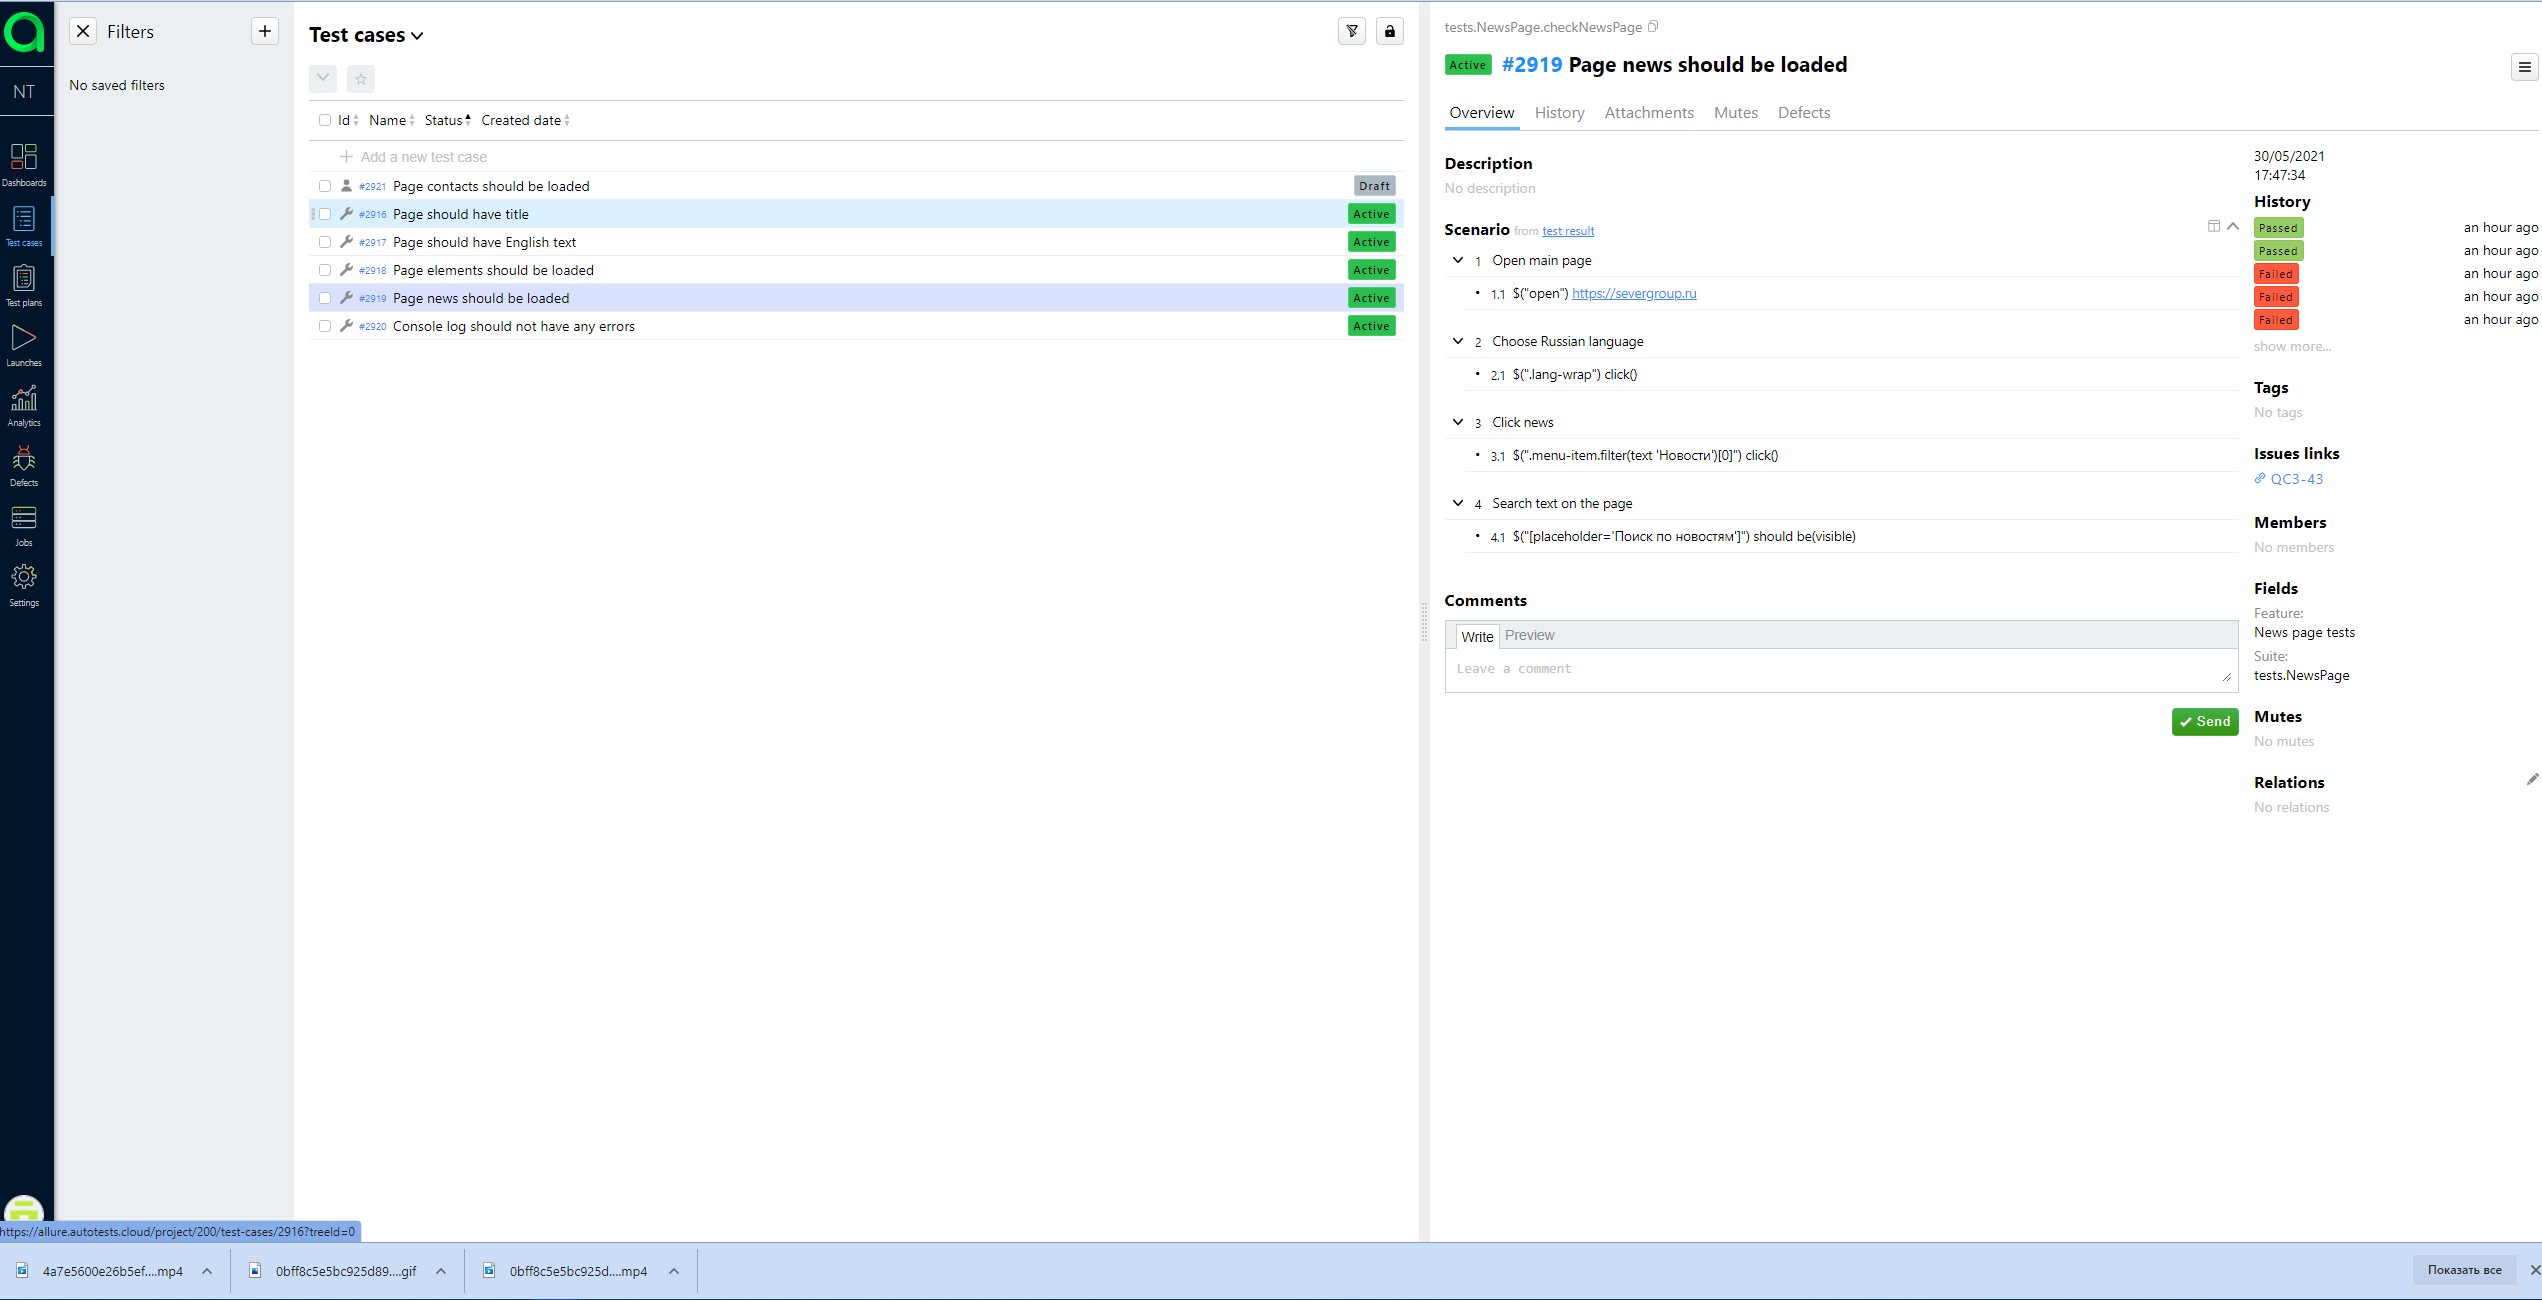 NT
Dashboards
Test cases
Test plans
Launches
Analytics
Defects
Jobs
Settings
Filters
No saved filters
Test cases
Id Name Status Created date
Add a new test case
#2921 Page contacts should be loaded Draft
#2916 Page should have title Active
#2917 Page should have English text Active
#2918 Page elements should be loaded Active
#2919 Page news should be loaded Active
#2920 Console log should not have any errors Active
tests.NewsPage.checkNewsPage
Active #2919 Page news should be loaded
Overview History Attachments Mutes Defects
Description
No description
Scenario from test result
1 Open main page
1.1 $("open") https://severgroup.ru
2 Choose Russian language
2.1 $(".lang-wrap") click()
3 Click news
3.1 $(".menu-item.filter(text 'Новости')[0]") click()
4 Search text on the page
4.1 $("[placeholder='Поиск по новостям']") should be(visible)
Comments
Write Preview
Leave a comment
Send
30/05/2021
17:47:34
History
Passed an hour ago
Passed an hour ago
Failed an hour ago
Failed an hour ago
Failed an hour ago
show more...
Tags
No tags
Issues links
QC3-43
Members
No members
Fields
Feature:
News page tests
Suite:
tests.NewsPage
Mutes
No mutes
Relations
No relations
https://allure.autotests.cloud/project/200/test-cases/2916?treeId=0
4a7e5600e26b5ef....mp4 0bff8c5e5bc925d89....gif 0bff8c5e5bc925d....mp4 Показать все